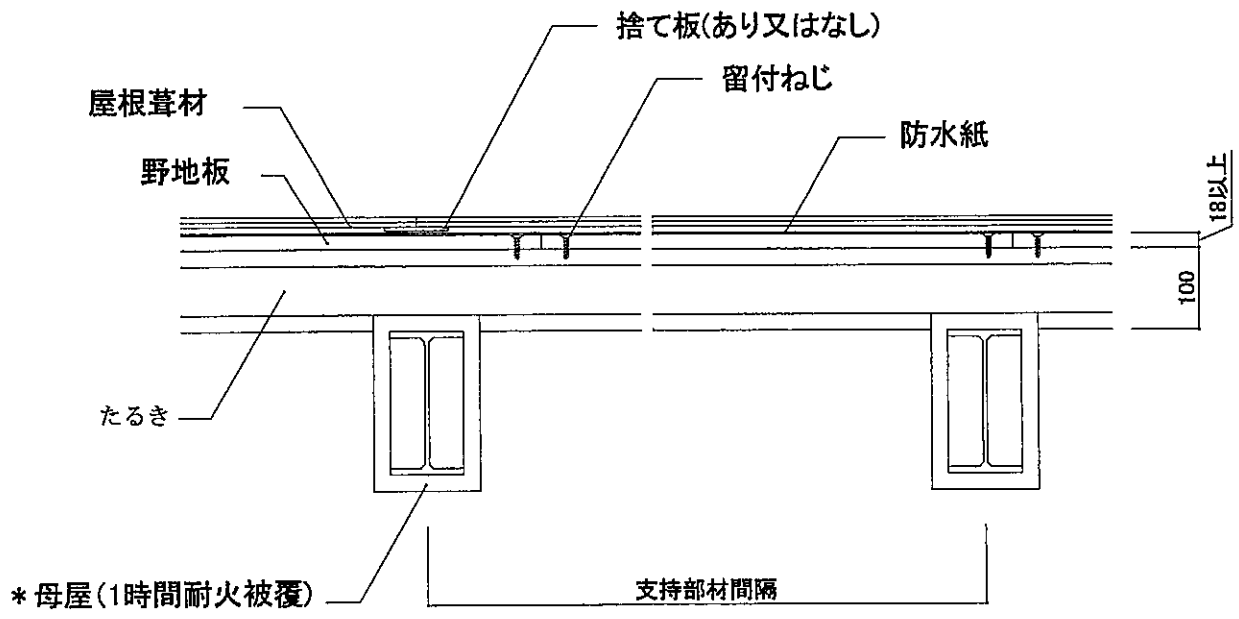 捨て板(あり又はなし)
留付ねじ
屋根葺材
防水紙
野地板
18以上
100
たるき
*母屋(1時間耐火被覆)
支持部材間隔